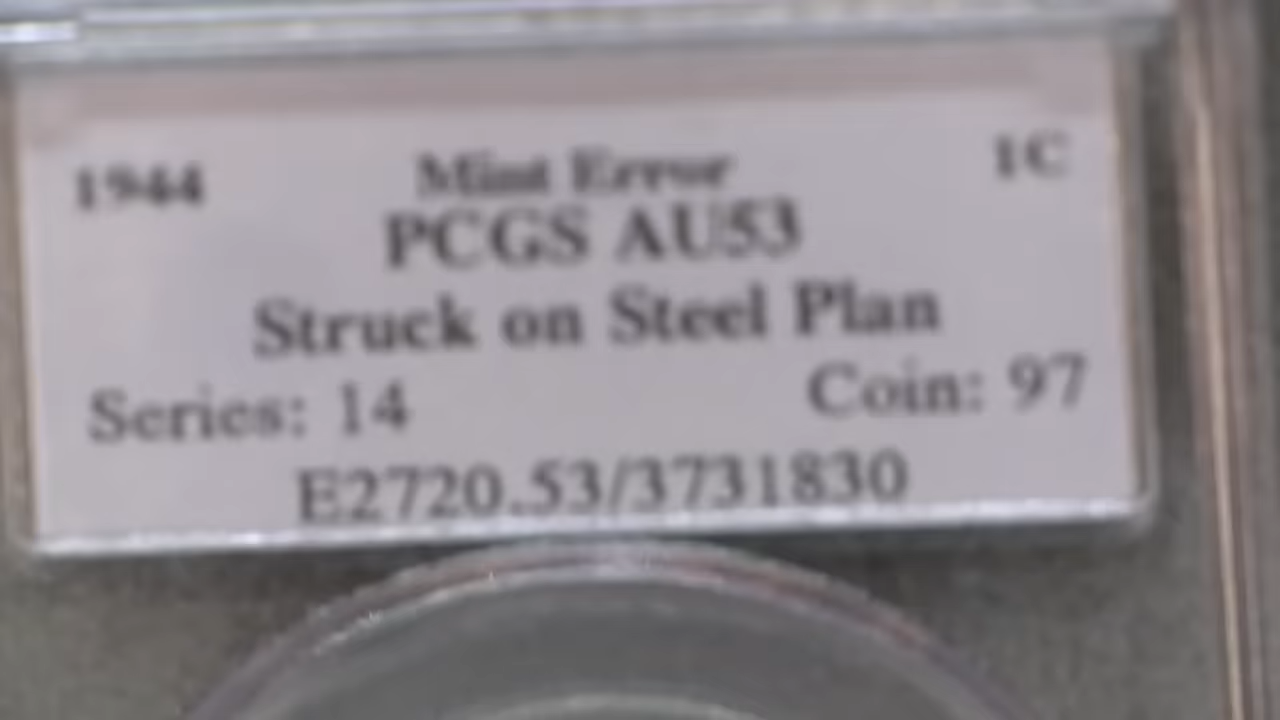 1944 Mint Error 1C
PCGS AU53
Struck on Steel Plan
Series: 14 Coin: 97
E2720.53/3731830